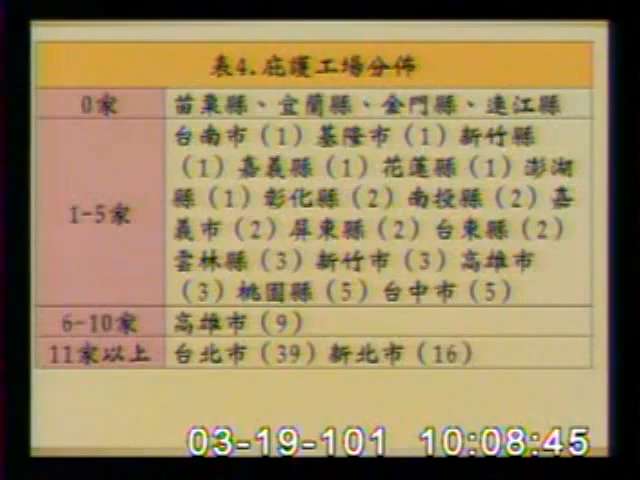 表4.庇護工場分佈
0家 苗栗縣、宜蘭縣、金門縣、連江縣
1-5家
台南市（1）基隆市（1）新竹縣
（1）嘉義縣（1）花蓮縣（1）澎湖
縣（1）彰化縣（2）南投縣（2）嘉
義市（2）屏東縣（2）台東縣（2）
雲林縣（3）新竹市（3）高雄市
（3）桃園縣（5）台中市（5）
6-10家 高雄市（9）
11家以上 台北市（39）新北市（16）
03-19-101 10:08:45